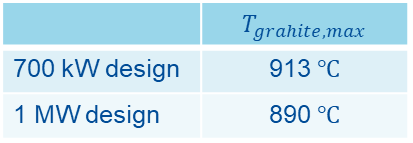 T_grahite,max
700 kW design 913 °C
1 MW design 890 °C